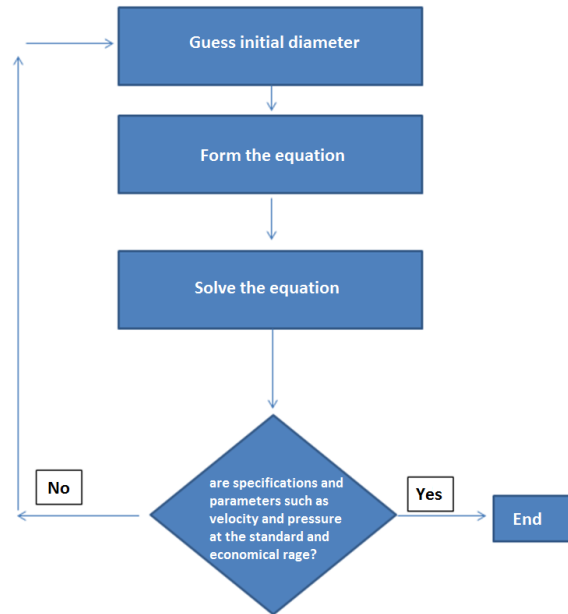 Guess initial diameter
Form the equation
Solve the equation
are specifications and
parameters such as
velocity and pressure
at the standard and
economical rage?
No
Yes
End